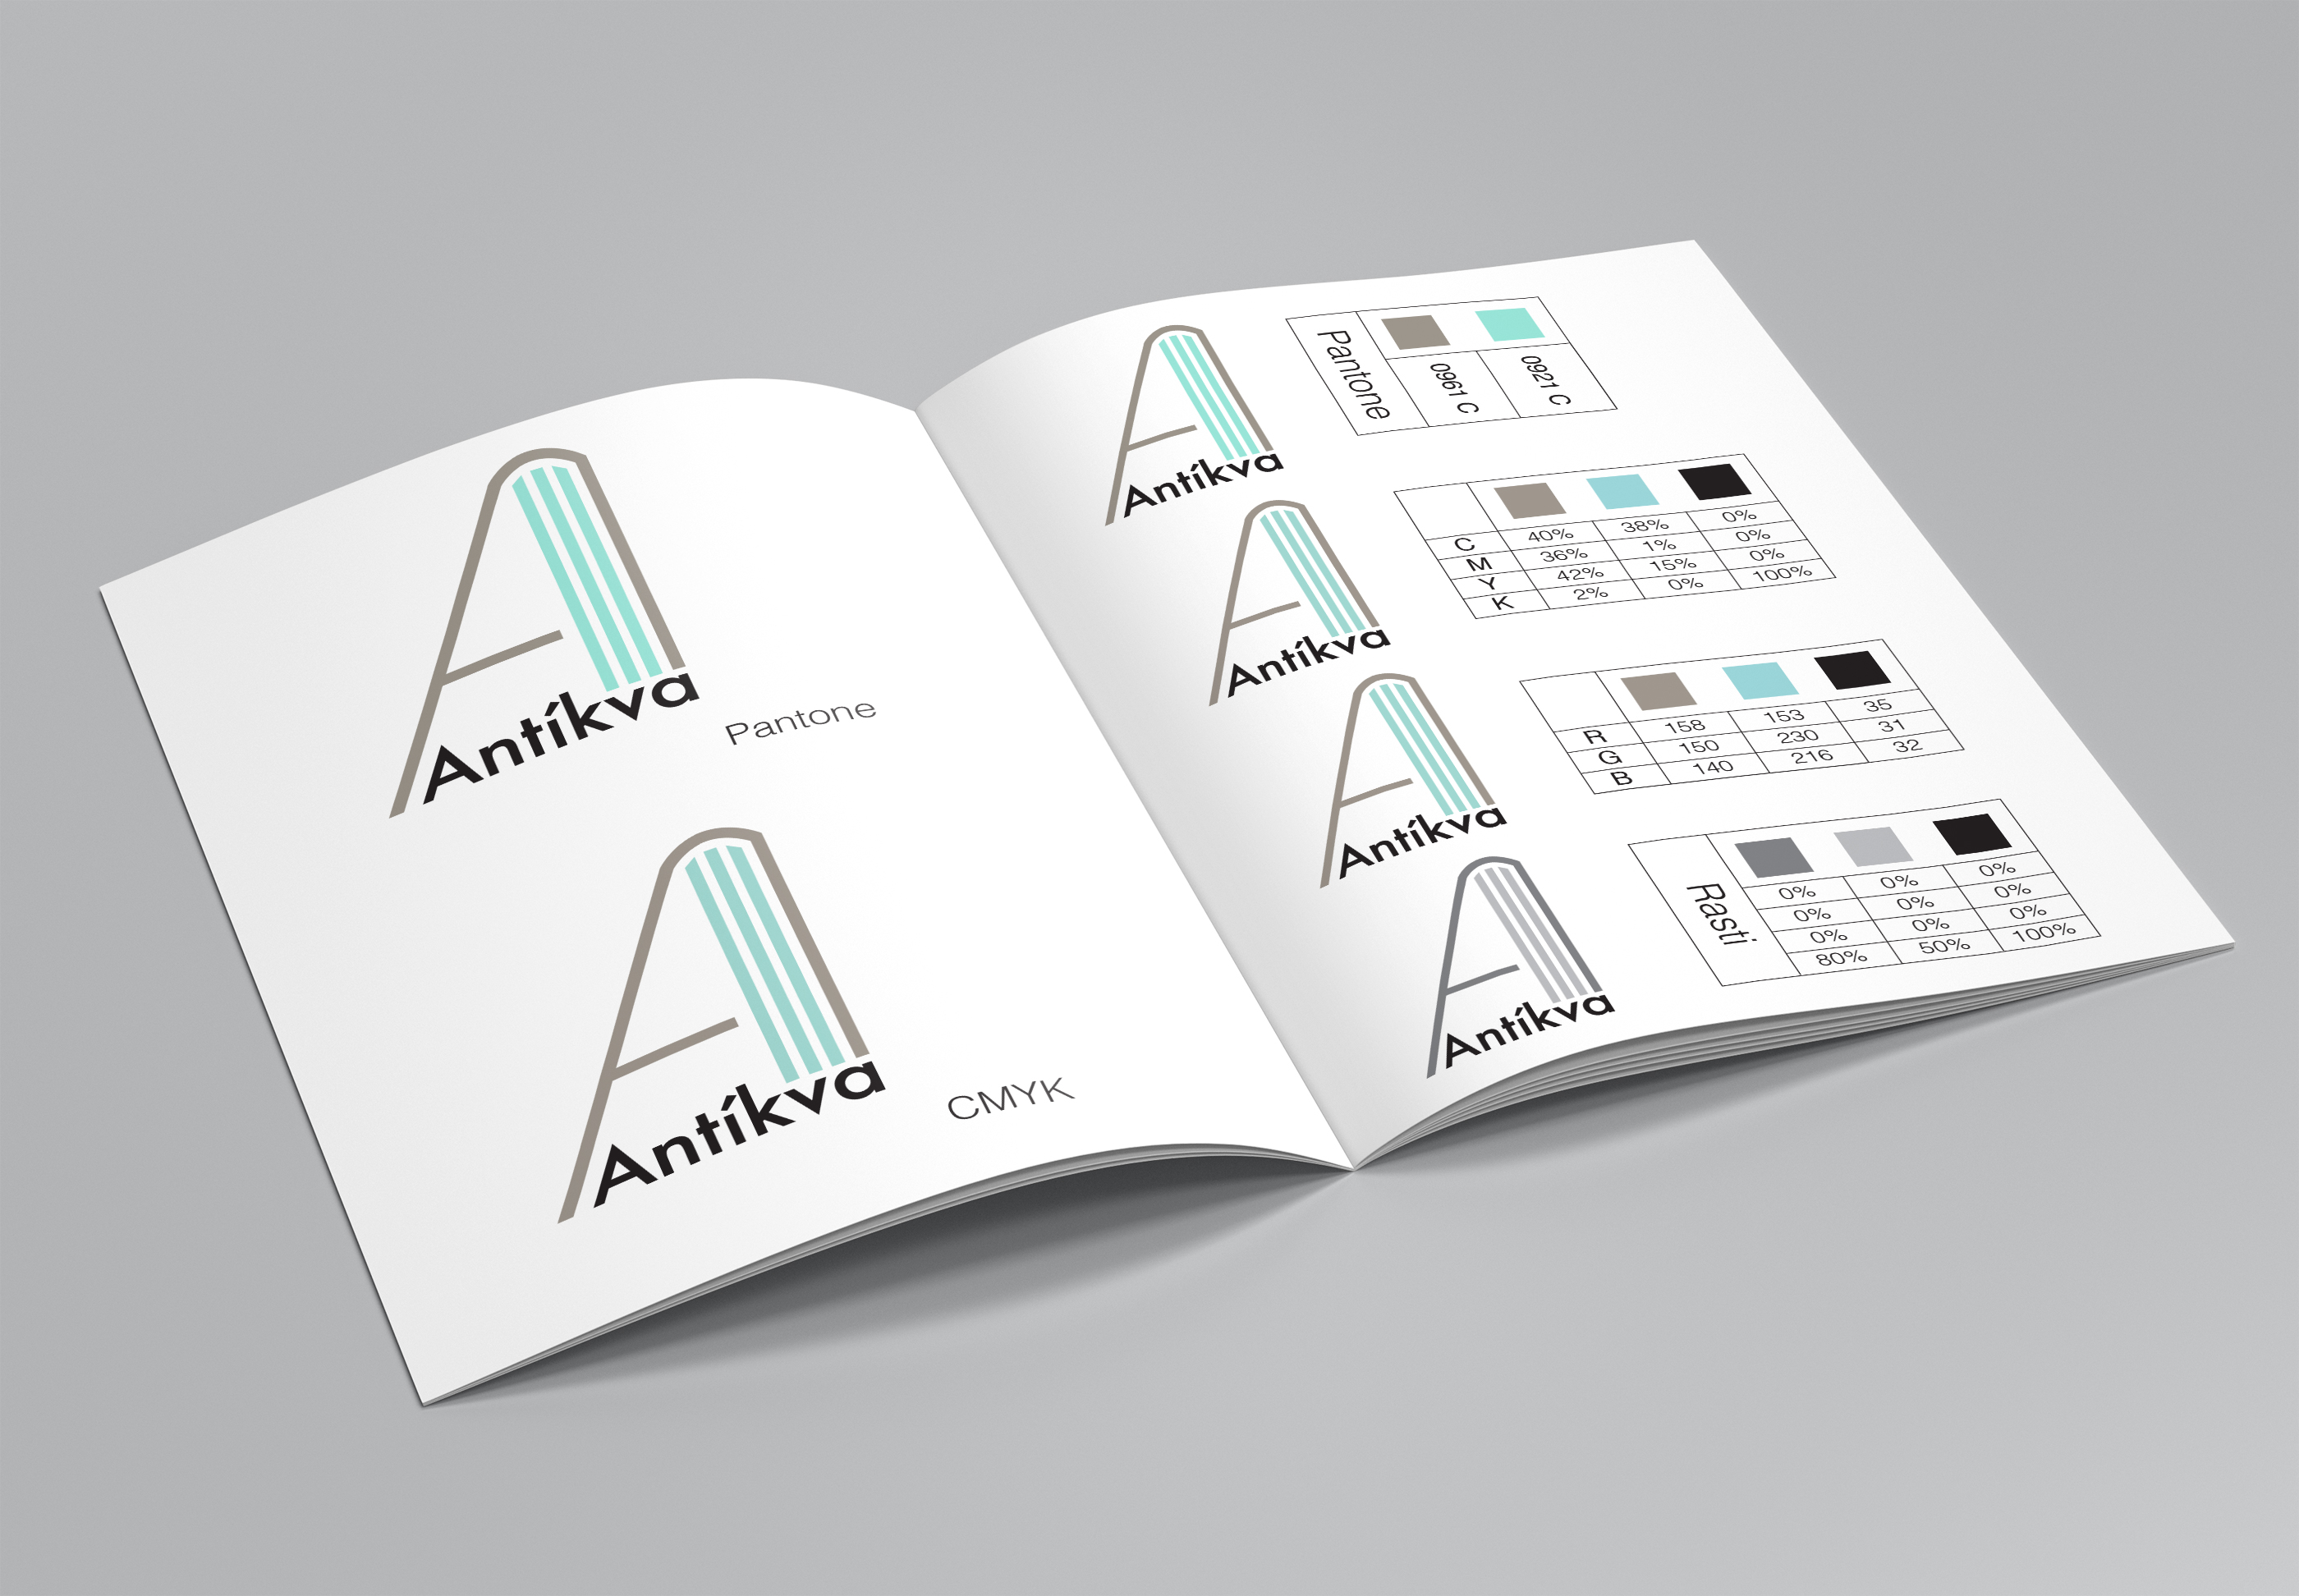 Antíkva
Pantone
Antíkva
CMYK
Antíkva
Pantone
0961 C 0921 C
Antíkva
C 40% 38% 0%
M 36% 1% 0%
Y 42% 15% 0%
K 2% 0% 100%
Antíkva
R 158 153 35
G 150 230 31
B 140 216 32
Antíkva
Rasti
0% 0% 0%
0% 0% 0%
0% 0% 0%
80% 50% 100%